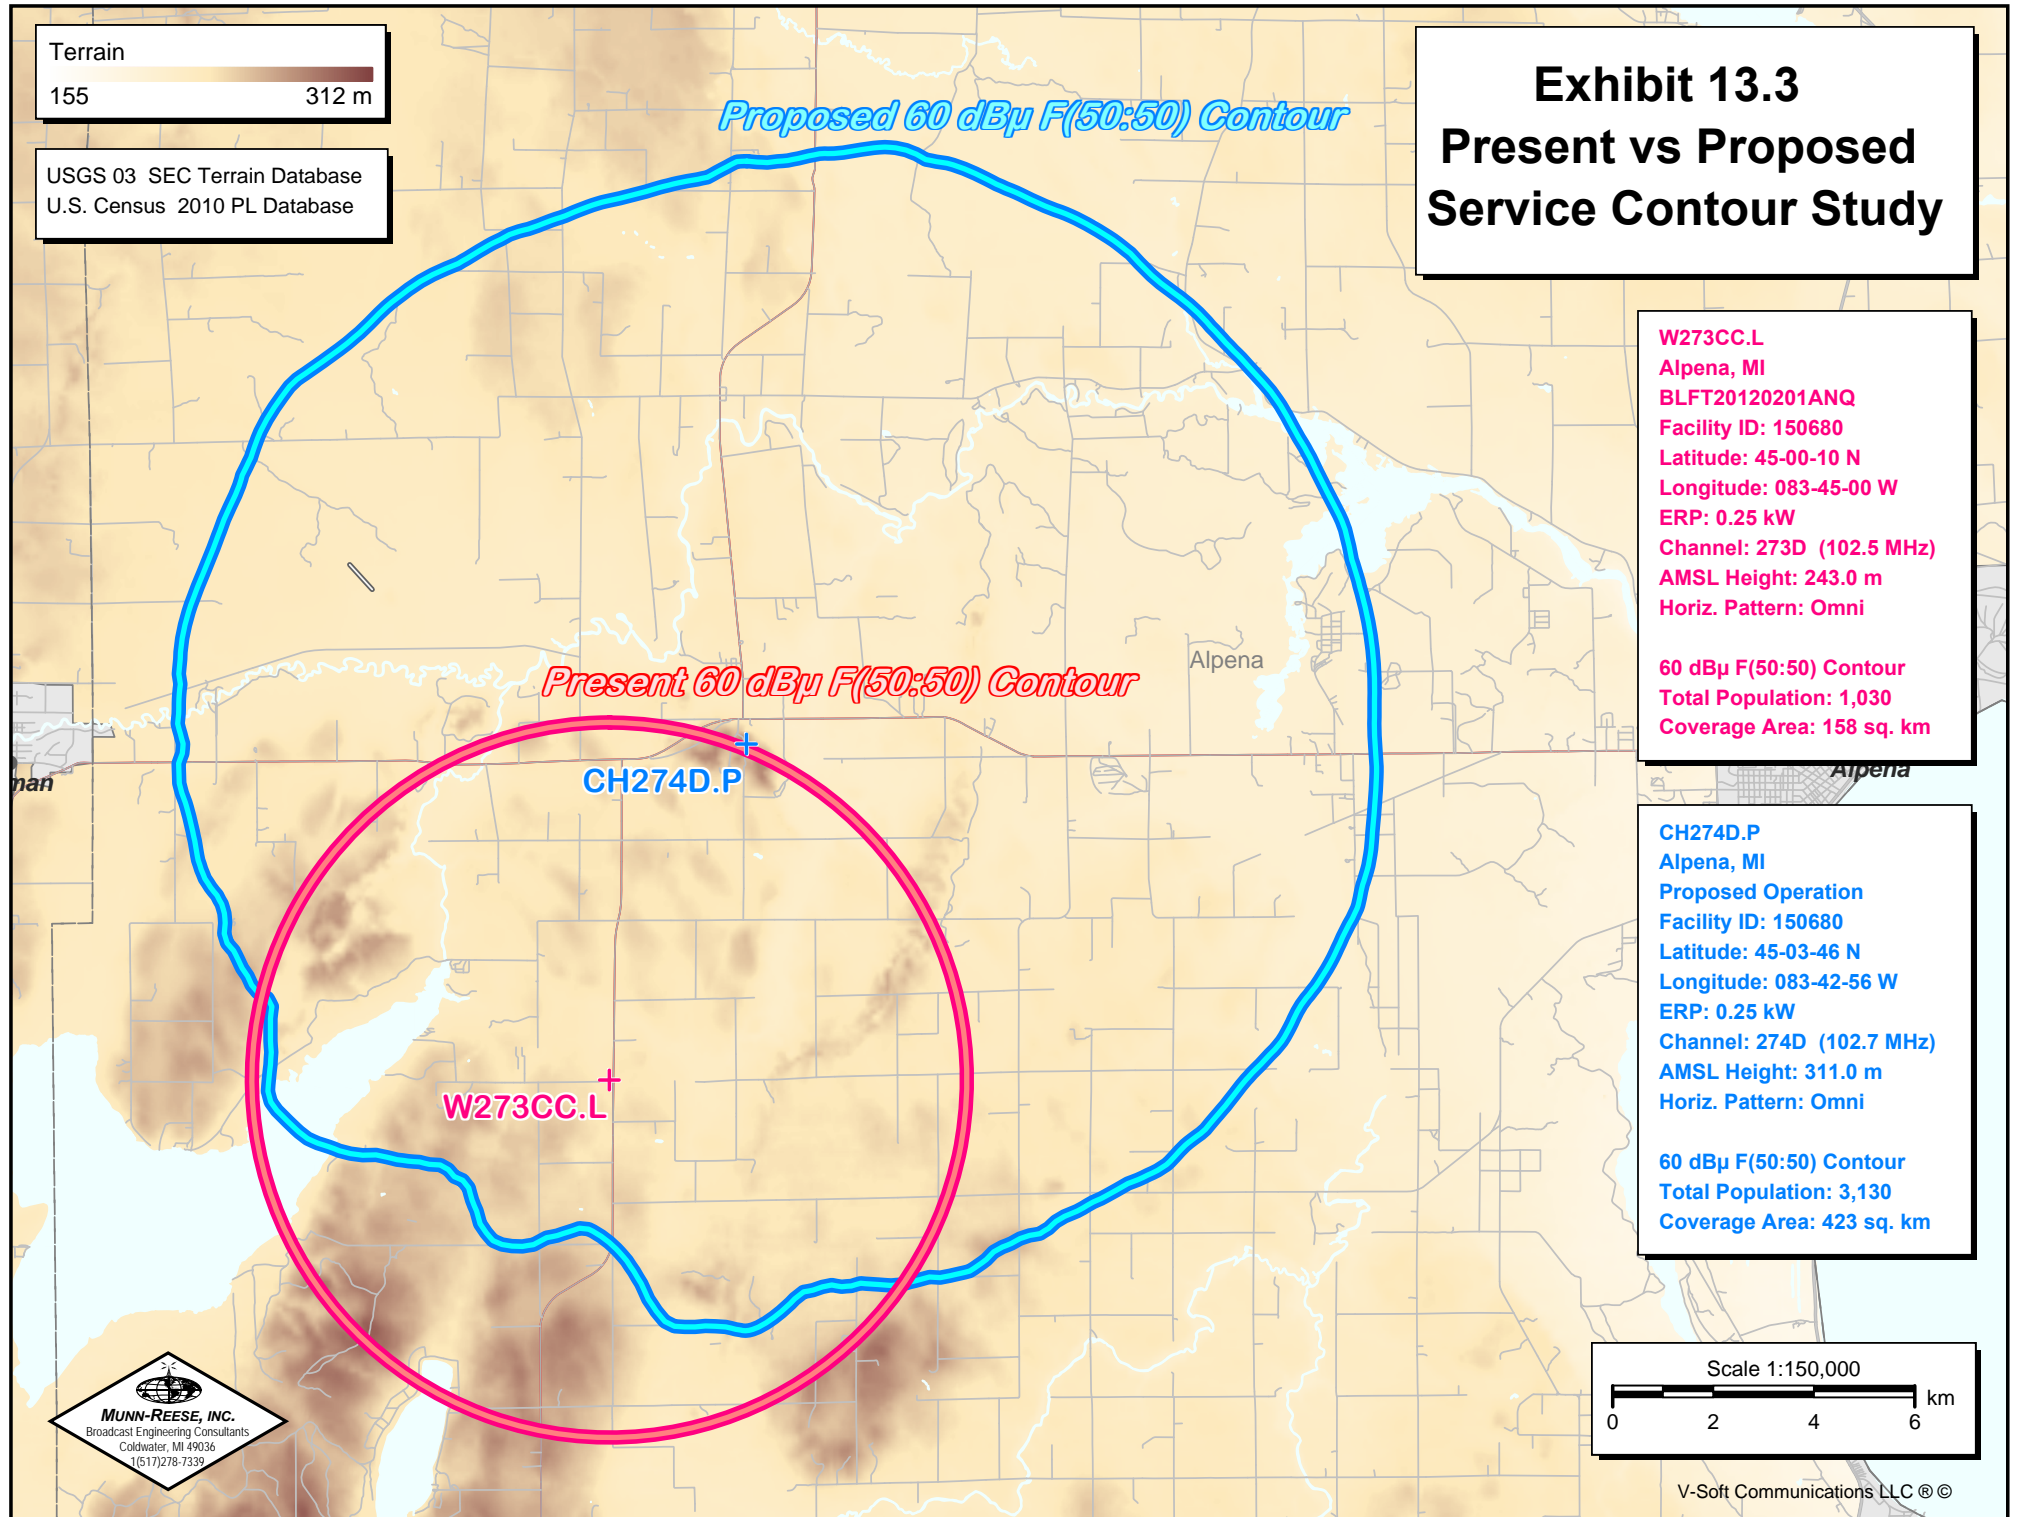 Terrain
155 312 m
USGS 03 SEC Terrain Database
U.S. Census 2010 PL Database
Exhibit 13.3
Present vs Proposed
Service Contour Study
Proposed 60 dBµ F(50:50) Contour
W273CC.L
Alpena, MI
BLFT20120201ANQ
Facility ID: 150680
Latitude: 45-00-10 N
Longitude: 083-45-00 W
ERP: 0.25 kW
Channel: 273D (102.5 MHz)
AMSL Height: 243.0 m
Horiz. Pattern: Omni
60 dBµ F(50:50) Contour
Total Population: 1,030
Coverage Area: 158 sq. km
Alpena
Present 60 dBµ F(50:50) Contour
CH274D.P
man
Alpena
CH274D.P
Alpena, MI
Proposed Operation
Facility ID: 150680
Latitude: 45-03-46 N
Longitude: 083-42-56 W
ERP: 0.25 kW
Channel: 274D (102.7 MHz)
AMSL Height: 311.0 m
Horiz. Pattern: Omni
60 dBµ F(50:50) Contour
Total Population: 3,130
Coverage Area: 423 sq. km
W273CC.L
MUNN-REESE, INC.
Broadcast Engineering Consultants
Coldwater, MI 49036
1(517)278-7339
Scale 1:150,000
km
0 2 4 6
V-Soft Communications LLC ® ©